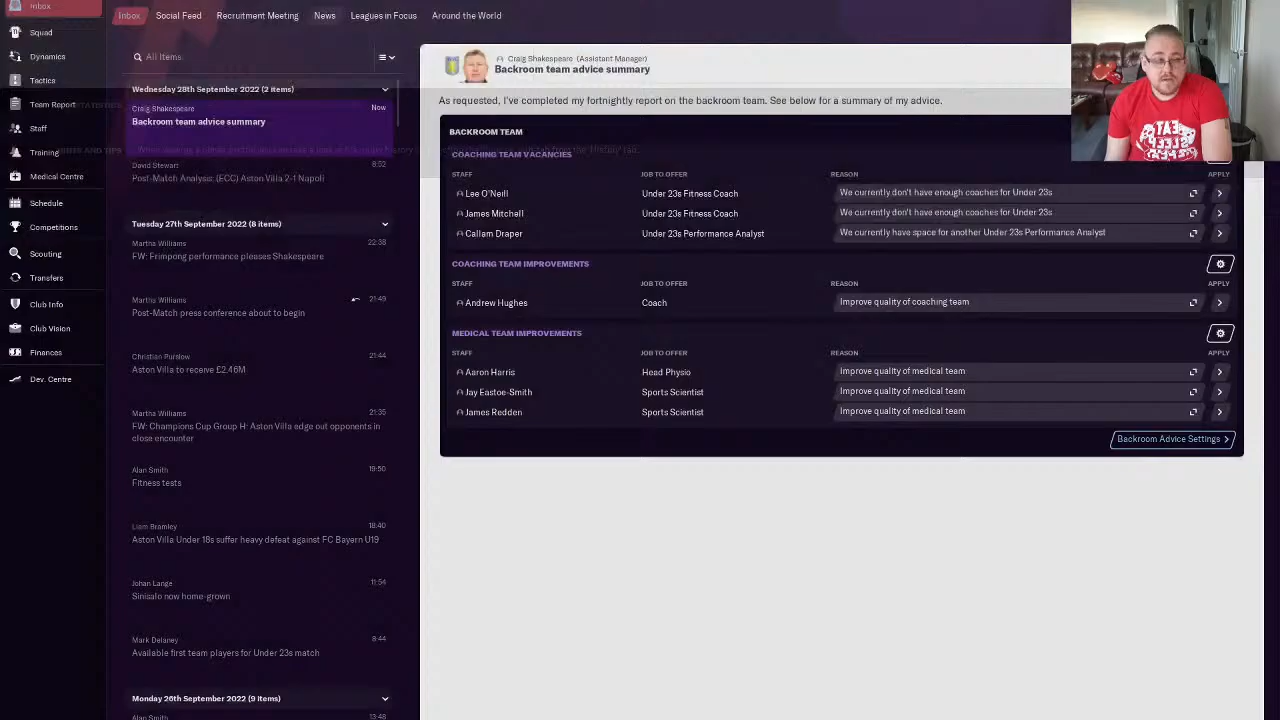 Inbox
Squad
Dynamics
Tactics
Team Report
Staff
Training
Medical Centre
Schedule
Competitions
Scouting
Transfers
Club Info
Club Vision
Finances
Dev. Centre
Inbox Social Feed Recruitment Meeting News Leagues in Focus Around the World
All Items
Wednesday 28th September 2022 (2 items)
Craig Shakespeare Now
Backroom team advice summary
David Stewart 8:52
Post-Match Analysis: (ECC) Aston Villa 2-1 Napoli
Tuesday 27th September 2022 (8 items)
Martha Williams 22:38
FW: Frimpong performance pleases Shakespeare
Martha Williams 21:49
Post-Match press conference about to begin
Christian Purslow 21:44
Aston Villa to receive £2.46M
Martha Williams 21:35
FW: Champions Cup Group H: Aston Villa edge out opponents in
close encounter
Alan Smith 19:50
Fitness tests
Liam Bramley 18:40
Aston Villa Under 18s suffer heavy defeat against FC Bayern U19
Johan Lange 11:54
Sinisalo now home-grown
Mark Delaney 8:44
Available first team players for Under 23s match
Monday 26th September 2022 (9 items)
Alan Smith 13:48
Craig Shakespeare (Assistant Manager)
Backroom team advice summary
As requested, I've completed my fortnightly report on the backroom team. See below for a summary of my advice.
BACKROOM TEAM
COACHING TEAM VACANCIES
STAFF JOB TO OFFER REASON APPLY
Lee O'Neill Under 23s Fitness Coach We currently don't have enough coaches for Under 23s
James Mitchell Under 23s Fitness Coach We currently don't have enough coaches for Under 23s
Callam Draper Under 23s Performance Analyst We currently have space for another Under 23s Performance Analyst
COACHING TEAM IMPROVEMENTS
STAFF JOB TO OFFER REASON APPLY
Andrew Hughes Coach Improve quality of coaching team
MEDICAL TEAM IMPROVEMENTS
STAFF JOB TO OFFER REASON APPLY
Aaron Harris Head Physio Improve quality of medical team
Jay Eastoe-Smith Sports Scientist Improve quality of medical team
James Redden Sports Scientist Improve quality of medical team
Backroom Advice Settings